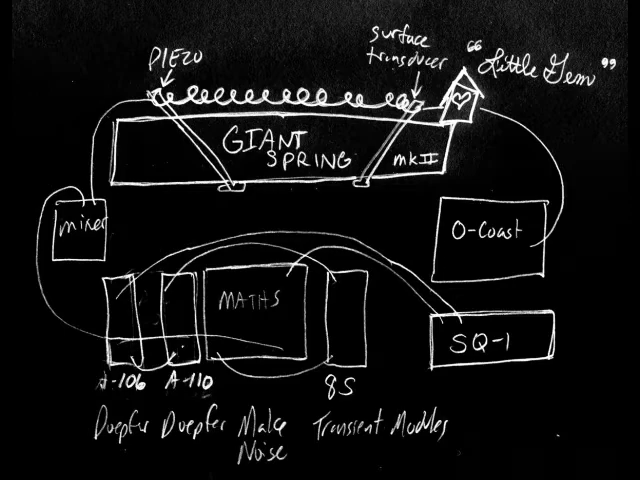 PIEZO
surface
transducer
"Little Gem"
GIANT
SPRING
mkII
mixer
O-Coast
MATHS
SQ-1
A-106
A-110
8S
Doepfer
Doepfer
Make
Noise
Transient Modules